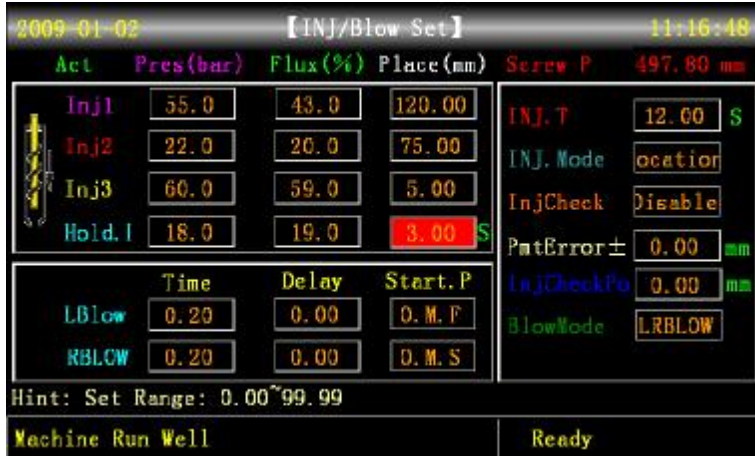 2009-01-02 【INJ/Blow Set】 11:16:48
Act Pres(bar) Flux(%) Place(mm) Screw P 497.80 mm
Inj1 55.0 43.0 120.00
Inj2 22.0 20.0 75.00
Inj3 60.0 59.0 5.00
Hold.I 18.0 19.0 3.00 S
INJ.T 12.00 S
INJ.Mode ocation
InjCheck Disable
PmtError± 0.00 mm
InjCheckPo 0.00 mm
BlowMode LRBLOW
Time Delay Start.P
LBlow 0.20 0.00 O.M.F
RBLOW 0.20 0.00 O.M.S
Hint: Set Range: 0.00~99.99
Machine Run Well Ready